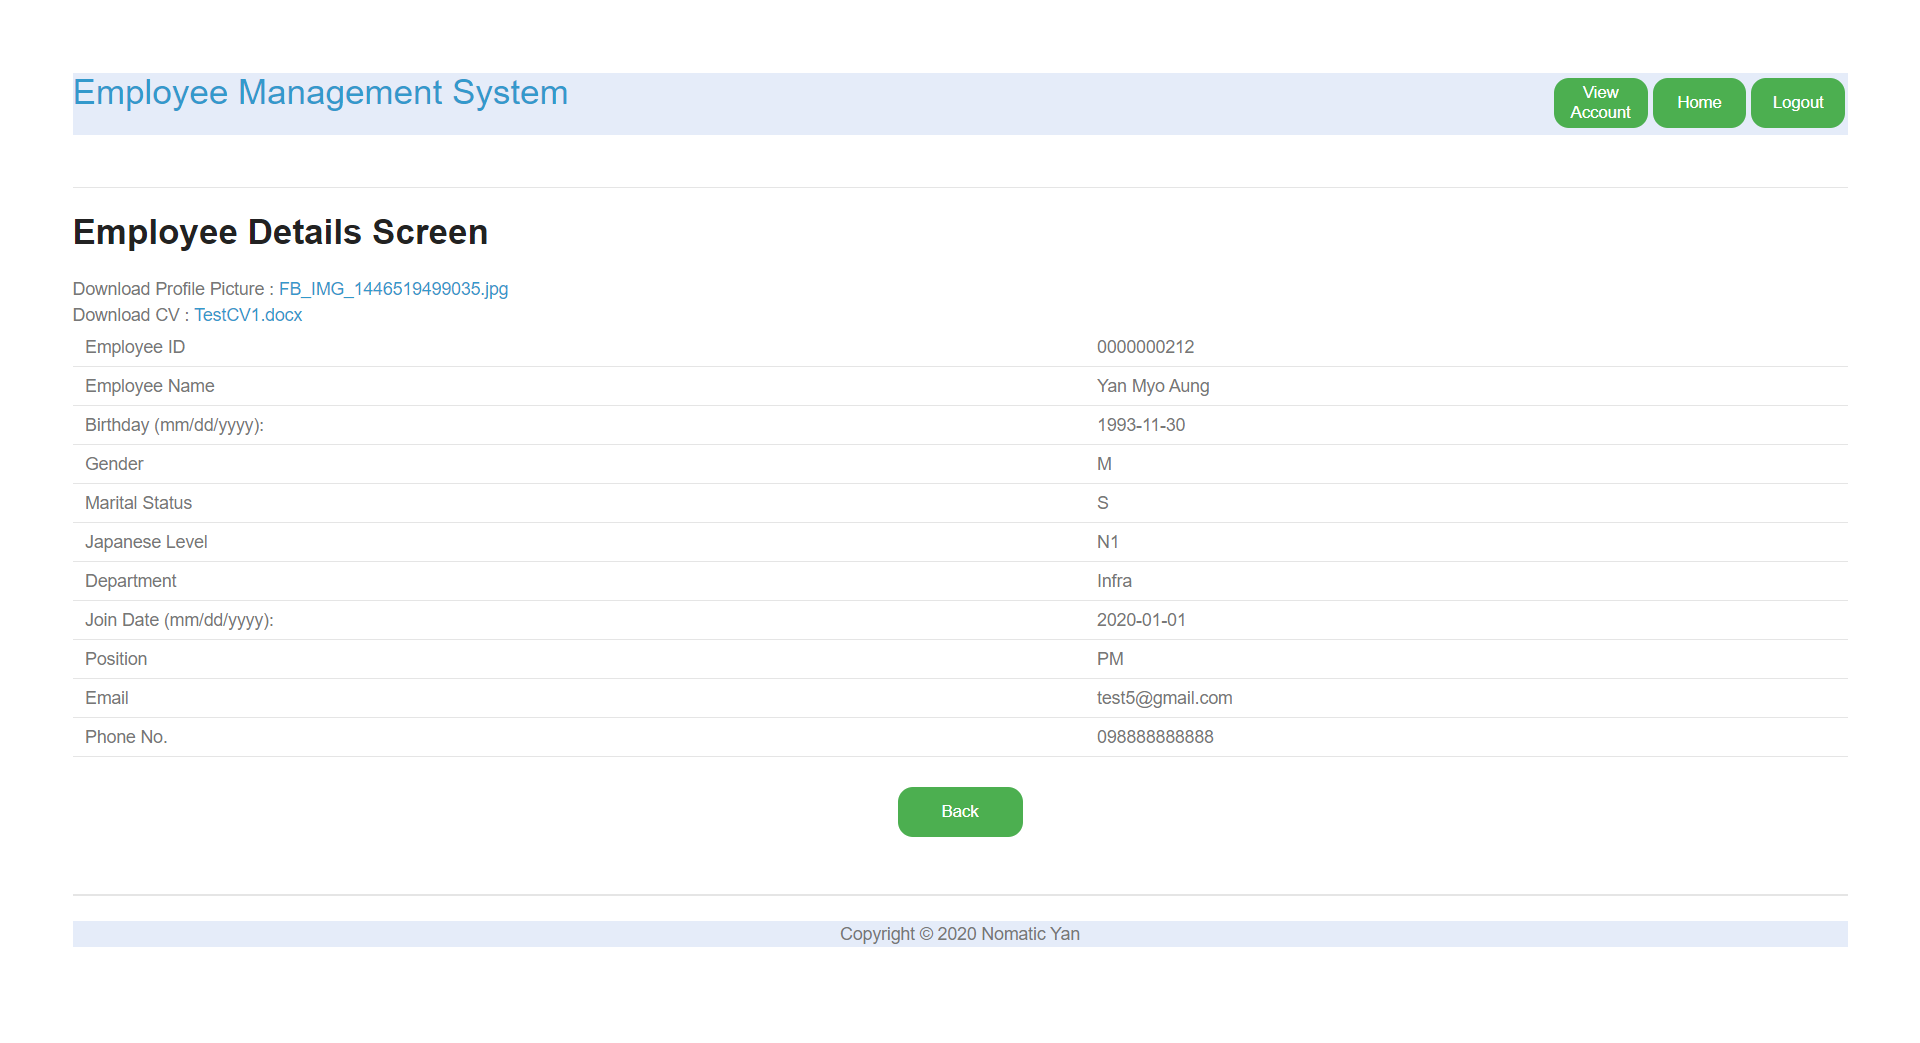 Employee Management System
View
Account
Home
Logout
Employee Details Screen
Download Profile Picture : FB_IMG_1446519499035.jpg
Download CV : TestCV1.docx
Employee ID 0000000212
Employee Name Yan Myo Aung
Birthday (mm/dd/yyyy): 1993-11-30
Gender M
Marital Status S
Japanese Level N1
Department Infra
Join Date (mm/dd/yyyy): 2020-01-01
Position PM
Email test5@gmail.com
Phone No. 098888888888
Back
Copyright © 2020 Nomatic Yan